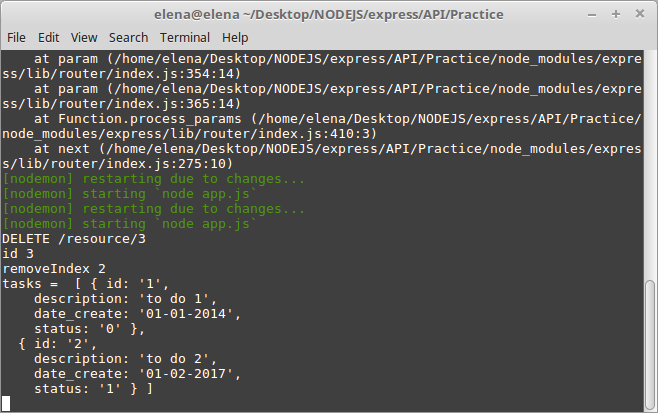 elena@elena ~/Desktop/NODEJS/express/API/Practice
File Edit View Search Terminal Help
    at param (/home/elena/Desktop/NODEJS/express/API/Practice/node_modules/expre
ss/lib/router/index.js:354:14)
    at param (/home/elena/Desktop/NODEJS/express/API/Practice/node_modules/expre
ss/lib/router/index.js:365:14)
    at Function.process_params (/home/elena/Desktop/NODEJS/express/API/Practice/
node_modules/express/lib/router/index.js:410:3)
    at next (/home/elena/Desktop/NODEJS/express/API/Practice/node_modules/expres
s/lib/router/index.js:275:10)
[nodemon] restarting due to changes...
[nodemon] starting `node app.js`
[nodemon] restarting due to changes...
[nodemon] starting `node app.js`
DELETE /resource/3
id 3
removeIndex 2
tasks =  [ { id: '1',
    description: 'to do 1',
    date_create: '01-01-2014',
    status: '0' },
  { id: '2',
    description: 'to do 2',
    date_create: '01-02-2017',
    status: '1' } ]